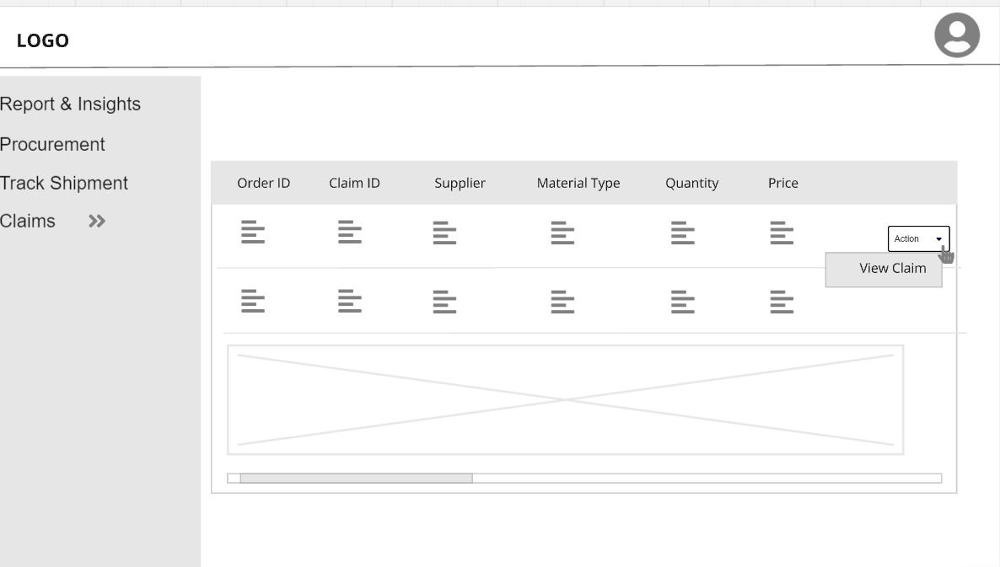 LOGO
Report & Insights
Procurement
Track Shipment
Claims
Order ID Claim ID Supplier Material Type Quantity Price
Action
View Claim